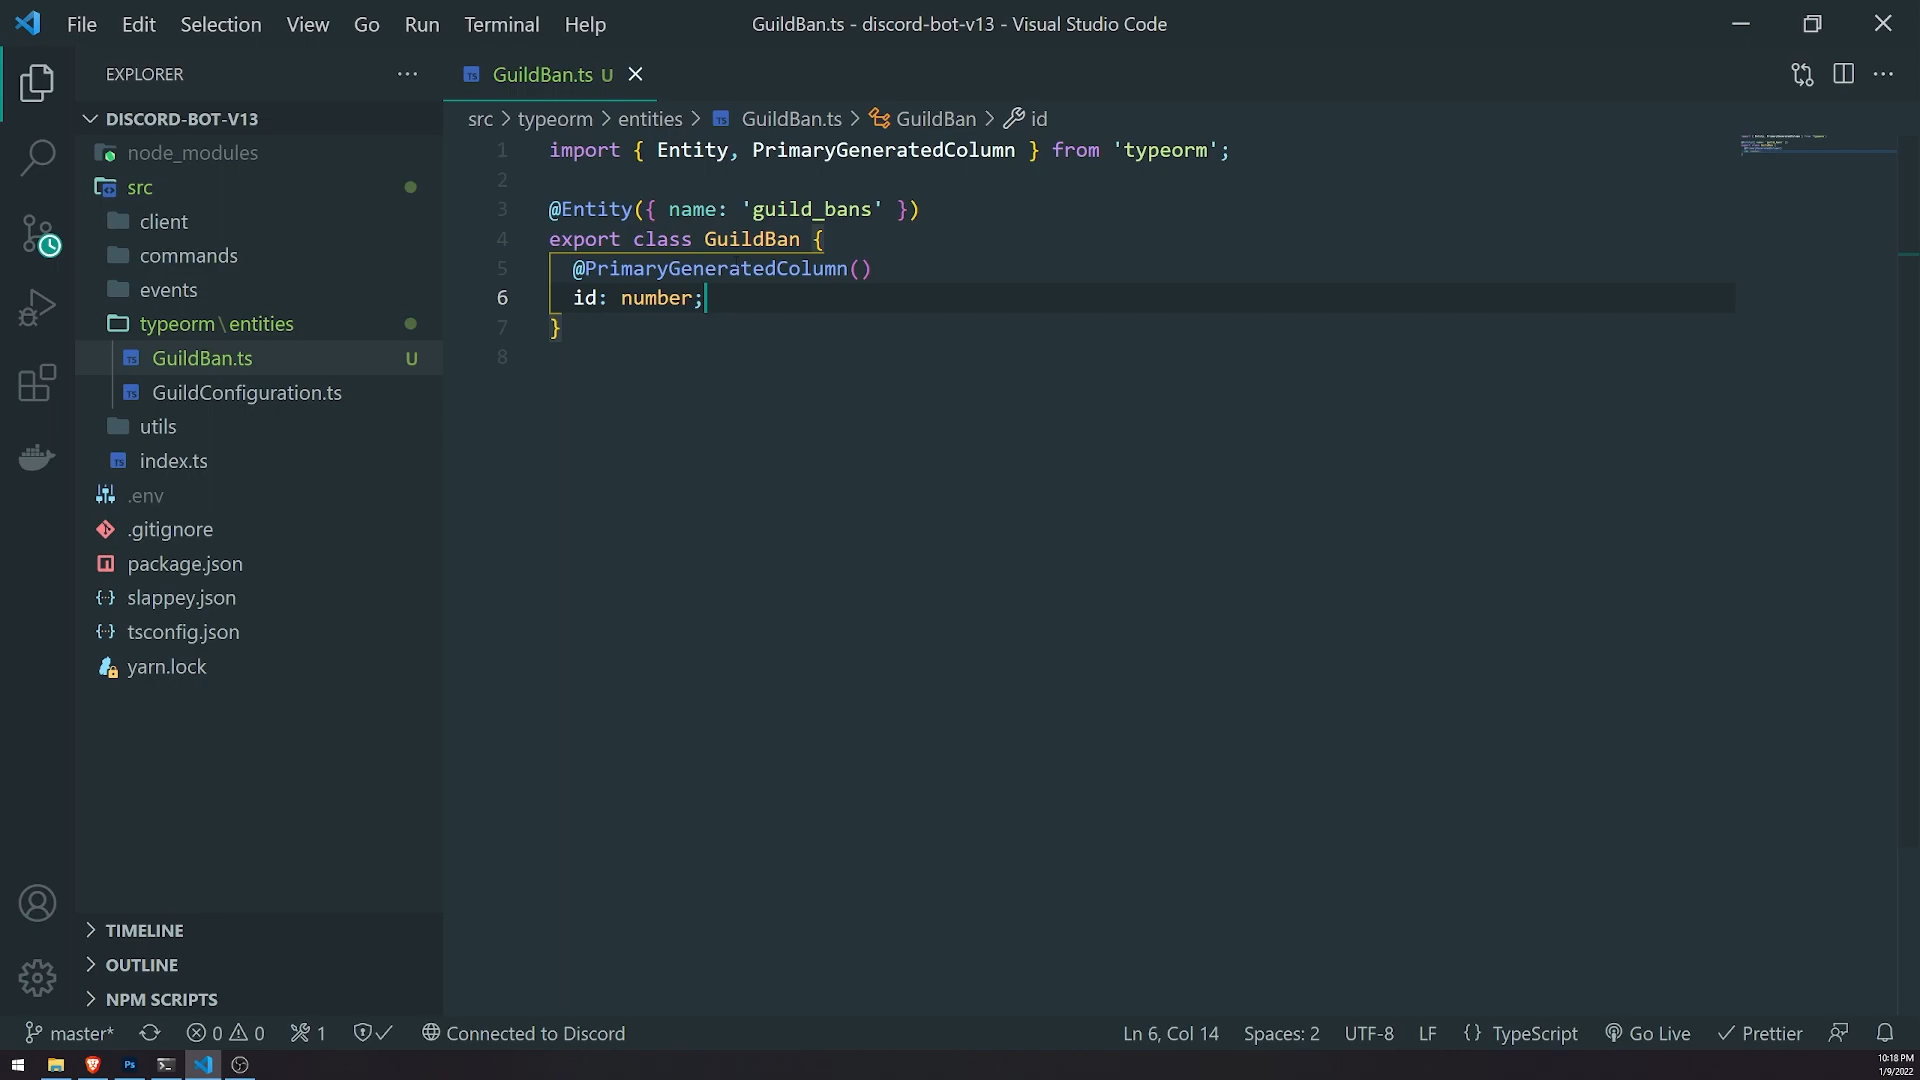 File Edit Selection View Go Run Terminal Help
GuildBan.ts - discord-bot-v13 - Visual Studio Code
EXPLORER
DISCORD-BOT-V13
node_modules
src
client
commands
events
typeorm\entities
GuildBan.ts U
GuildConfiguration.ts
utils
index.ts
.env
.gitignore
package.json
slappey.json
tsconfig.json
yarn.lock
TIMELINE
OUTLINE
NPM SCRIPTS
GuildBan.ts U
src > typeorm > entities > TS GuildBan.ts > GuildBan > id
1 import { Entity, PrimaryGeneratedColumn } from 'typeorm';
2
3 @Entity({ name: 'guild_bans' })
4 export class GuildBan {
5 @PrimaryGeneratedColumn()
6 id: number;
7 }
8
master* 0 0 1 Connected to Discord
Ln 6, Col 14 Spaces: 2 UTF-8 LF {} TypeScript Go Live Prettier
Ps
10:18 PM
1/9/2022